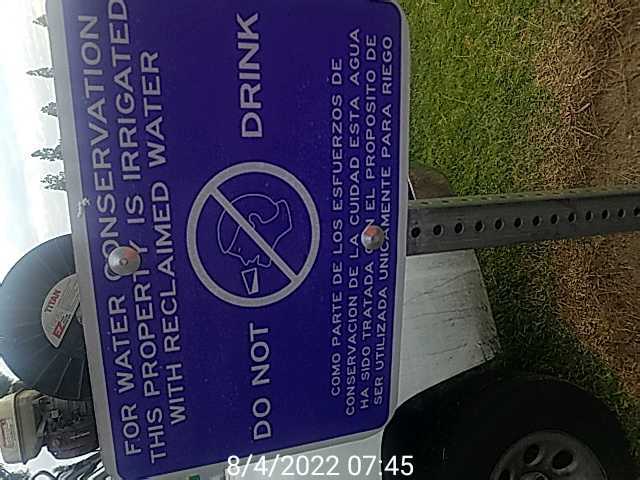 FOR WATER CONSERVATION
THIS PROPERTY IS IRRIGATED
WITH RECLAIMED WATER
DO NOT DRINK
COMO PARTE DE LOS ESFUERZOS DE
CONSERVACION DE LA CUIDAD ESTA AGUA
HA SIDO TRATADA CON EL PROPOSITO DE
SER UTILIZADA UNICAMENTE PARA RIEGO
TITAN
8/4/2022 07:45